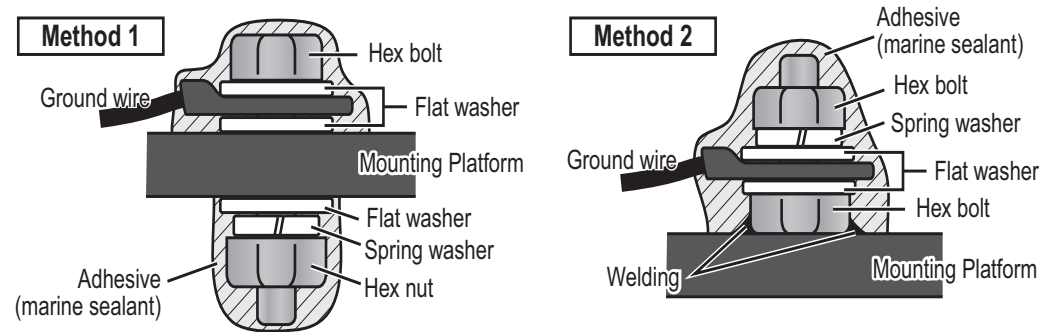 Method 1
Hex bolt
Ground wire
Flat washer
Mounting Platform
Flat washer
Spring washer
Adhesive
(marine sealant)
Hex nut
Method 2
Adhesive
(marine sealant)
Hex bolt
Spring washer
Ground wire
Flat washer
Hex bolt
Welding
Mounting Platform